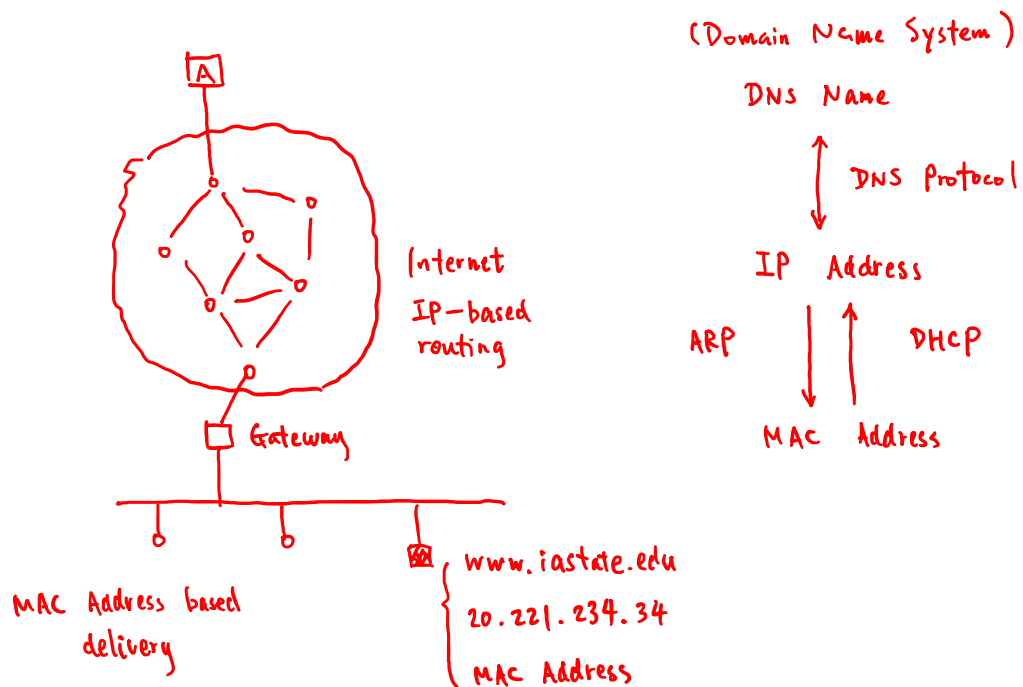 (Domain Name System)
A
DNS Name
DNS Protocol
Internet
IP-based
routing
IP Address
ARP
DHCP
Gateway
MAC Address
www.iastate.edu
20.221.234.34
MAC Address
MAC Address based
delivery